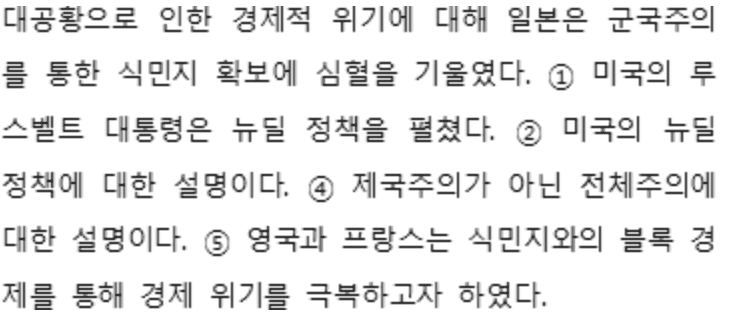 대공황으로 인한 경제적 위기에 대해 일본은 군국주의
를 통한 식민지 확보에 심혈을 기울였다. ① 미국의 루
스벨트 대통령은 뉴딜 정책을 펼쳤다. ② 미국의 뉴딜
정책에 대한 설명이다. ④ 제국주의가 아닌 전체주의에
대한 설명이다. ⑤ 영국과 프랑스는 식민지와의 블록 경
제를 통해 경제 위기를 극복하고자 하였다.